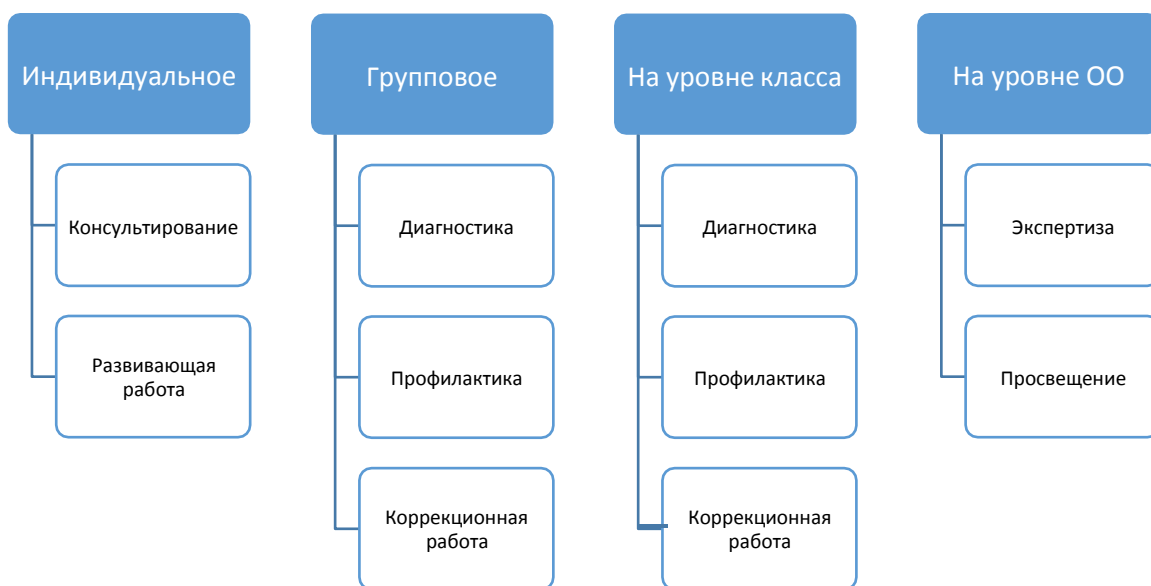 Индивидуальное
Консультирование
Развивающая
работа
Групповое
Диагностика
Профилактика
Коррекционная
работа
На уровне класса
Диагностика
Профилактика
Коррекционная
работа
На уровне ОО
Экспертиза
Просвещение